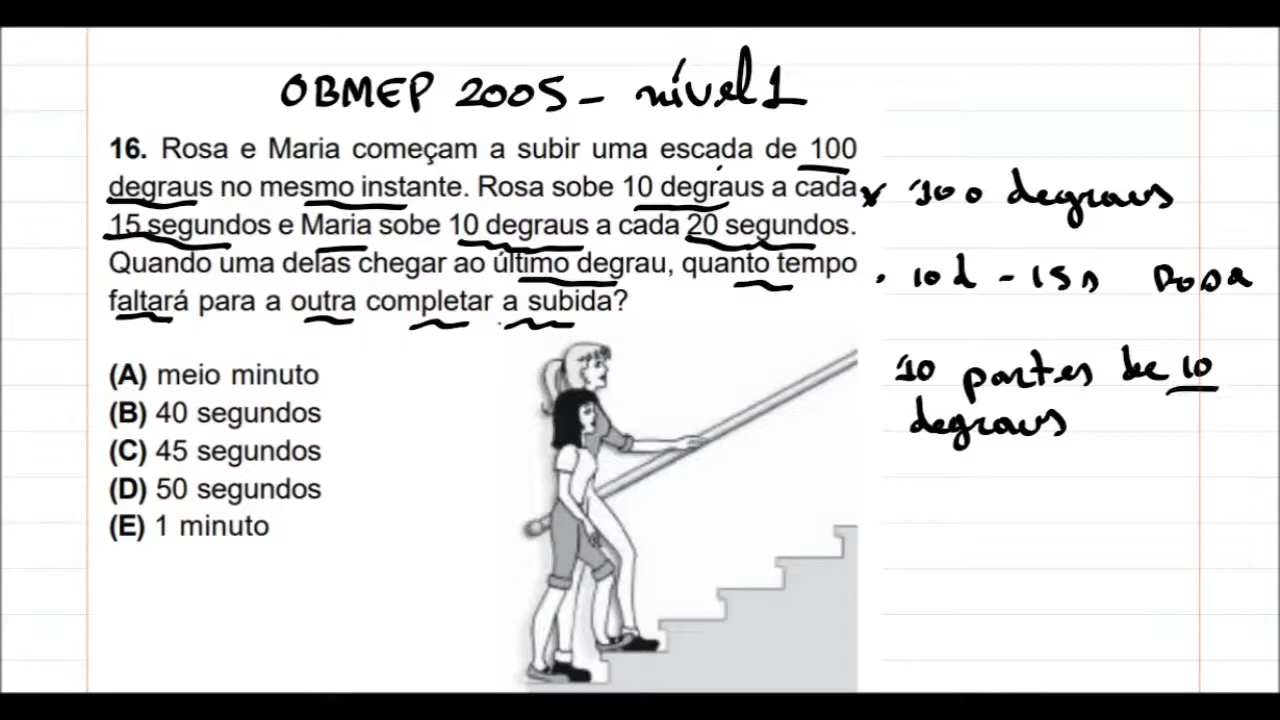 OBMEP 2005 - nível 1
16. Rosa e Maria começam a subir uma escada de 100
degraus no mesmo instante. Rosa sobe 10 degraus a cada
15 segundos e Maria sobe 10 degraus a cada 20 segundos.
Quando uma delas chegar ao último degrau, quanto tempo
faltará para a outra completar a subida?
(A) meio minuto
(B) 40 segundos
(C) 45 segundos
(D) 50 segundos
(E) 1 minuto
100 degraus
10d - 15s Rosa
10 partes de 10
degraus